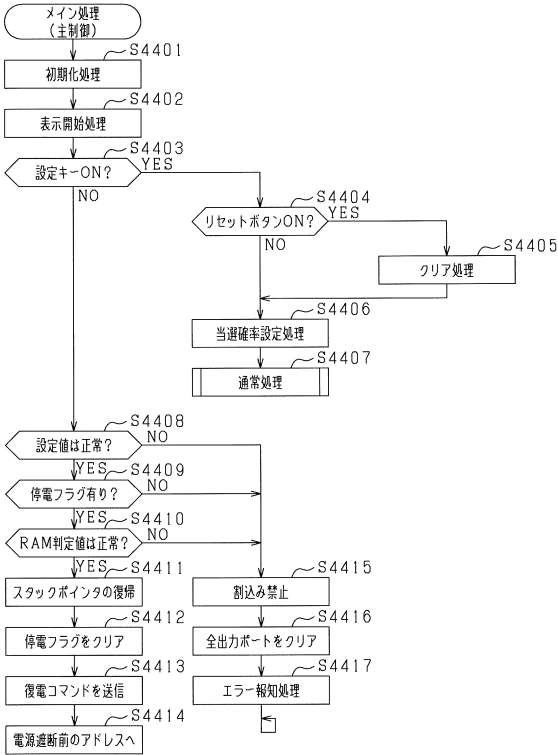 メイン処理
（主制御）
S4401
初期化処理
S4402
表示開始処理
S4403
設定キーON？
YES
NO
S4404
リセットボタンON？
YES
NO
S4405
クリア処理
S4406
当選確率設定処理
S4407
通常処理
S4408
設定値は正常？
NO
YES
S4409
停電フラグ有り？
NO
YES
S4410
RAM判定値は正常？
NO
YES
S4411
スタックポインタの復帰
S4412
停電フラグをクリア
S4413
復電コマンドを送信
S4414
電源遮断前のアドレスへ
S4415
割込み禁止
S4416
全出力ポートをクリア
S4417
エラー報知処理